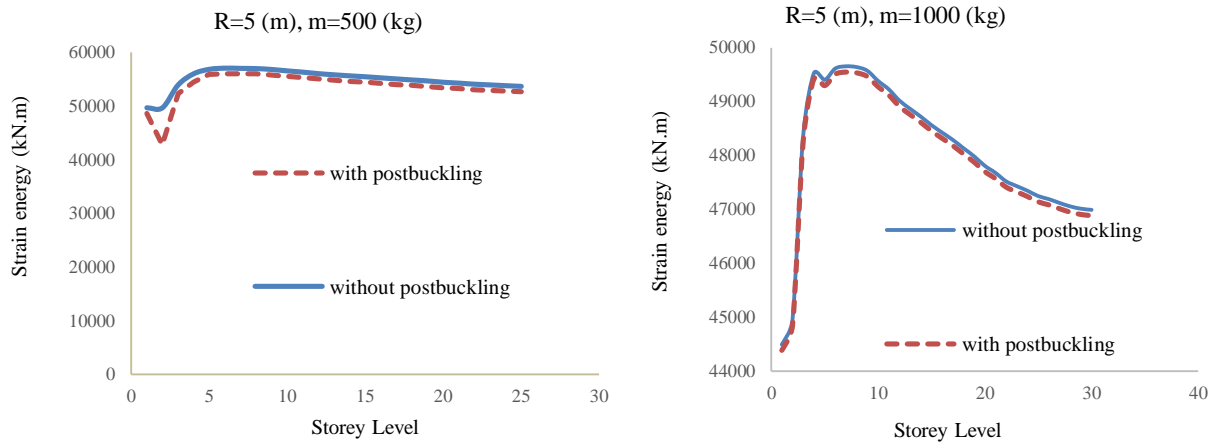 R=5 (m), m=500 (kg)
60000
50000
40000
30000
20000
10000
0
Strain energy (kN.m)
with postbuckling
without postbuckling
0 5 10 15 20 25 30
Storey Level
R=5 (m), m=1000 (kg)
50000
49000
48000
47000
46000
45000
44000
Strain energy (kN.m)
without postbuckling
with postbuckling
0 10 20 30 40
Storey Level